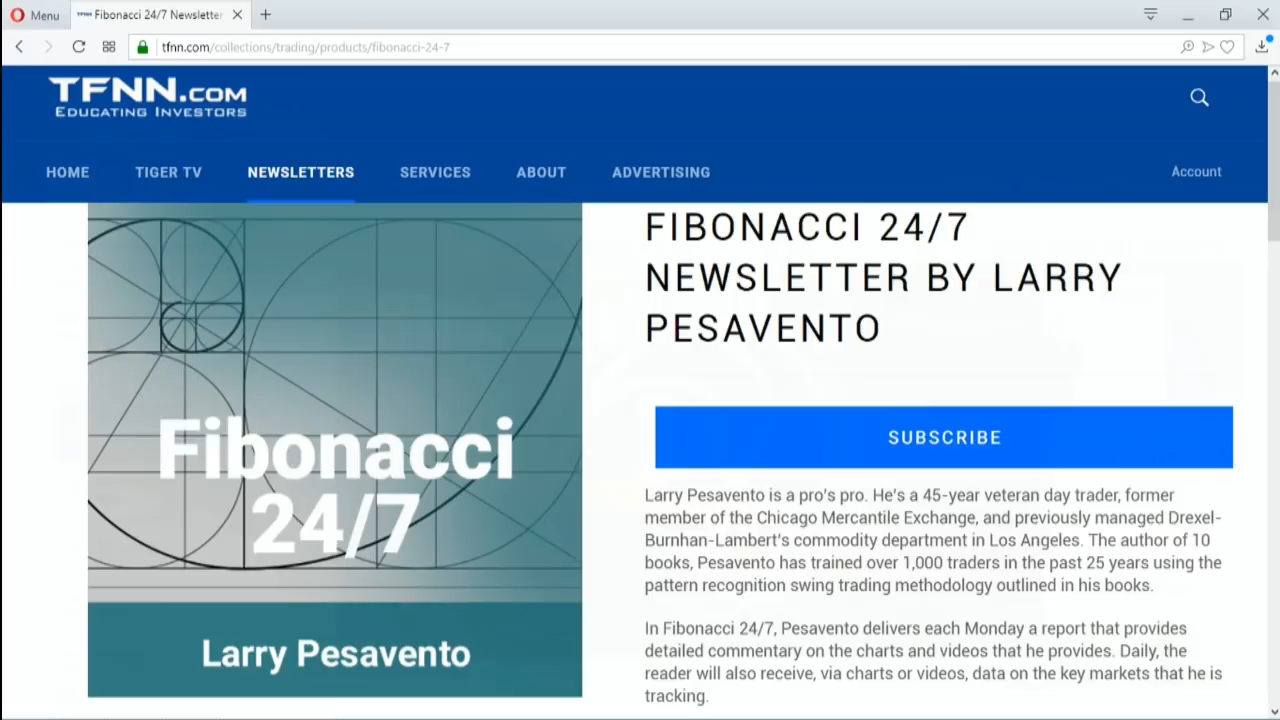 Menu
Fibonacci 24/7 Newsletter
tfnn.com/collections/trading/products/fibonacci-24-7
TFNN.COM
EDUCATING INVESTORS
HOME TIGER TV NEWSLETTERS SERVICES ABOUT ADVERTISING Account
Fibonacci
24/7
Larry Pesavento
FIBONACCI 24/7
NEWSLETTER BY LARRY
PESAVENTO
SUBSCRIBE
Larry Pesavento is a pro's pro. He's a 45-year veteran day trader, former
member of the Chicago Mercantile Exchange, and previously managed Drexel-
Burnhan-Lambert's commodity department in Los Angeles. The author of 10
books, Pesavento has trained over 1,000 traders in the past 25 years using the
pattern recognition swing trading methodology outlined in his books.
In Fibonacci 24/7, Pesavento delivers each Monday a report that provides
detailed commentary on the charts and videos that he provides. Daily, the
reader will also receive, via charts or videos, data on the key markets that he is
tracking.